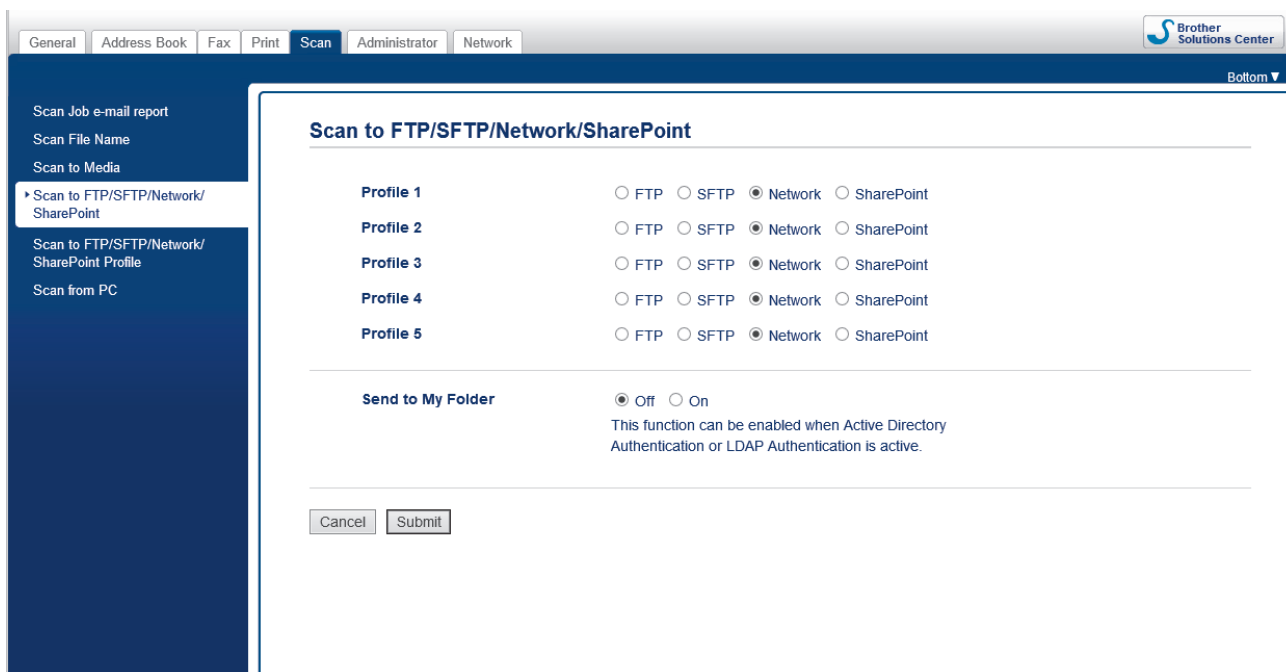 General Address Book Fax Print Scan Administrator Network
Brother
Solutions Center
Bottom ▼
Scan Job e-mail report
Scan File Name
Scan to Media
Scan to FTP/SFTP/Network/
SharePoint
Scan to FTP/SFTP/Network/
SharePoint Profile
Scan from PC
Scan to FTP/SFTP/Network/SharePoint
Profile 1 FTP SFTP Network SharePoint
Profile 2 FTP SFTP Network SharePoint
Profile 3 FTP SFTP Network SharePoint
Profile 4 FTP SFTP Network SharePoint
Profile 5 FTP SFTP Network SharePoint
Send to My Folder Off On
This function can be enabled when Active Directory
Authentication or LDAP Authentication is active.
Cancel Submit